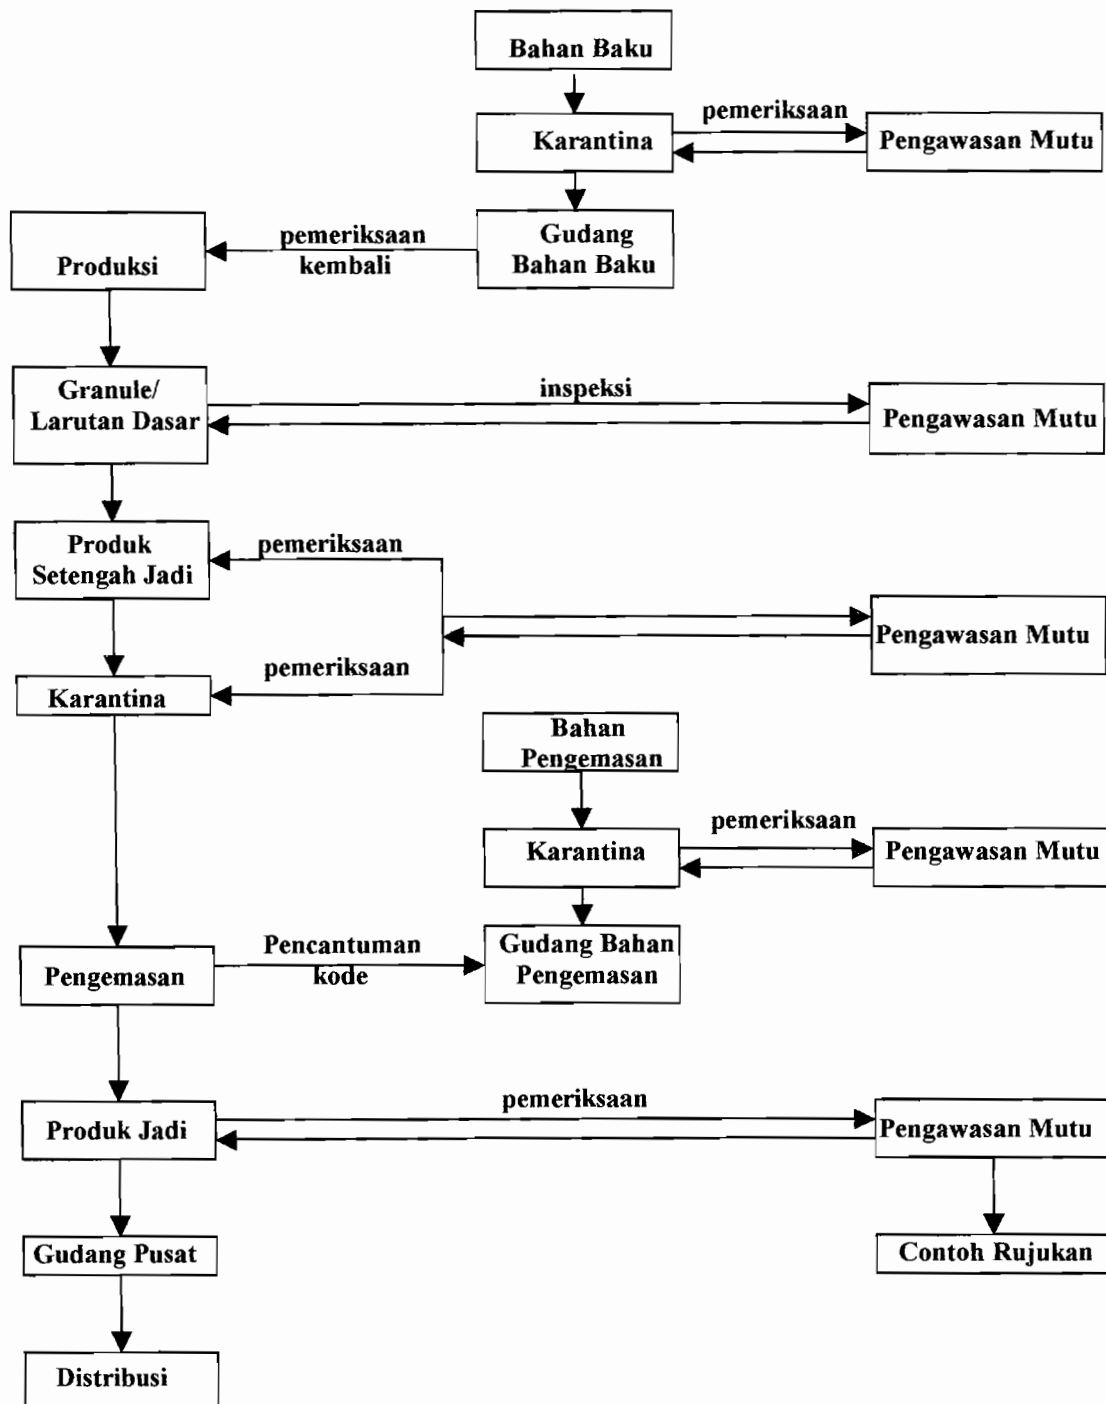 Bahan Baku
pemeriksaan
Karantina
Pengawasan Mutu
Gudang
Bahan Baku
pemeriksaan
kembali
Produksi
Granule/
Larutan Dasar
inspeksi
Pengawasan Mutu
Produk
Setengah Jadi
pemeriksaan
Pengawasan Mutu
pemeriksaan
Karantina
Bahan
Pengemasan
pemeriksaan
Karantina
Pengawasan Mutu
Pengemasan
Pencantuman
kode
Gudang Bahan
Pengemasan
pemeriksaan
Produk Jadi
Pengawasan Mutu
Gudang Pusat
Contoh Rujukan
Distribusi